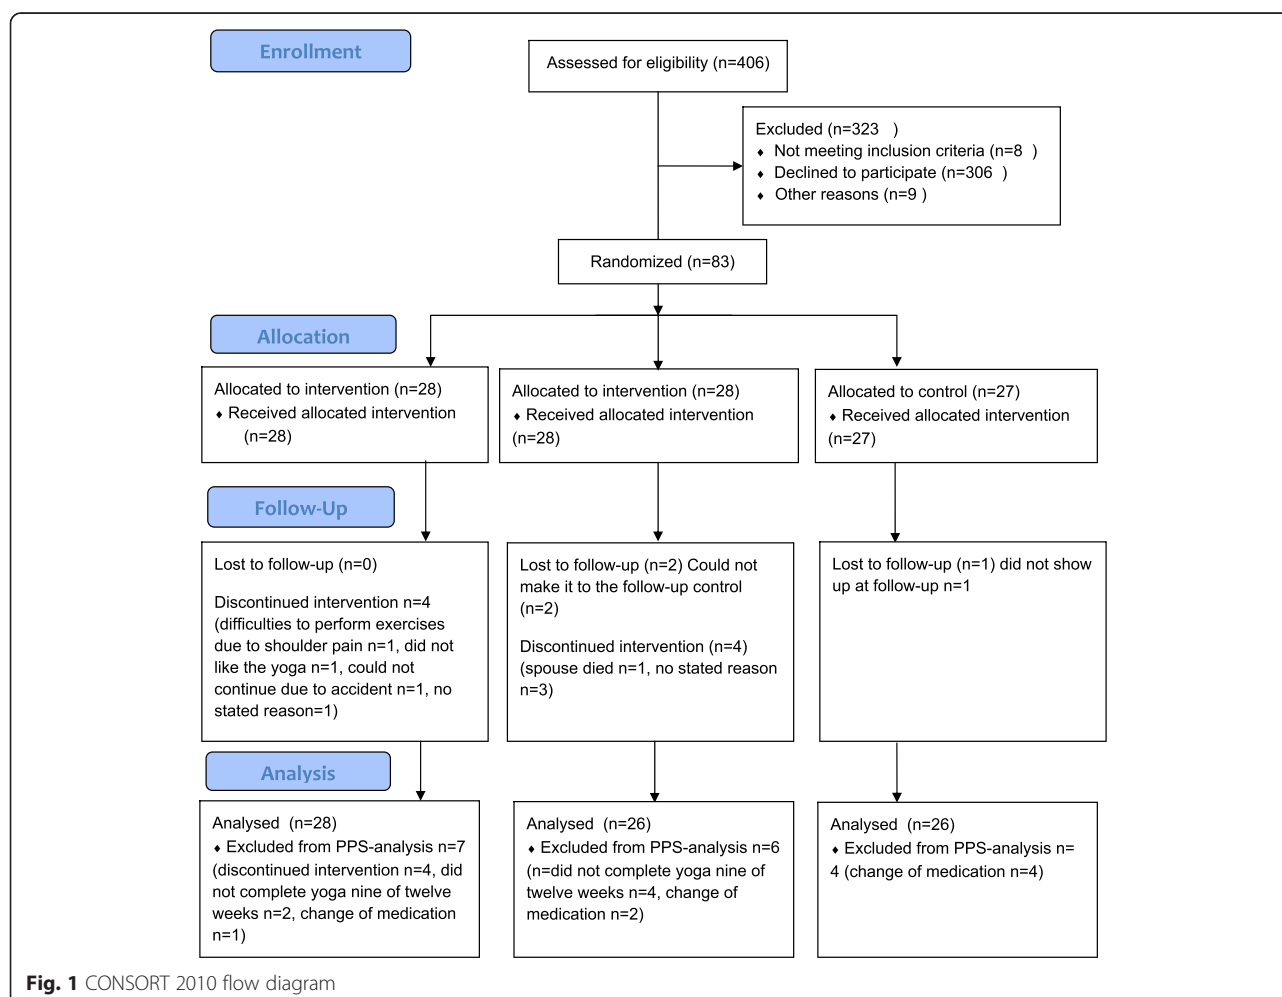 Enrollment
Assessed for eligibility (n=406)
Excluded (n=323 )
♦ Not meeting inclusion criteria (n=8 )
♦ Declined to participate (n=306 )
♦ Other reasons (n=9 )
Randomized (n=83)
Allocation
Allocated to intervention (n=28)
♦ Received allocated intervention
(n=28)
Allocated to intervention (n=28)
♦ Received allocated intervention
(n=28)
Allocated to control (n=27)
♦ Received allocated intervention
(n=27)
Follow-Up
Lost to follow-up (n=0)
Discontinued intervention n=4
(difficulties to perform exercises
due to shoulder pain n=1, did not
like the yoga n=1, could not
continue due to accident n=1, no
stated reason=1)
Lost to follow-up (n=2) Could not
make it to the follow-up control
(n=2)
Discontinued intervention (n=4)
(spouse died n=1, no stated reason
n=3)
Lost to follow-up (n=1) did not show
up at follow-up n=1
Analysis
Analysed (n=28)
♦ Excluded from PPS-analysis n=7
(discontinued intervention n=4, did
not complete yoga nine of twelve
weeks n=2, change of medication
n=1)
Analysed (n=26)
♦ Excluded from PPS-analysis n=6
(n=did not complete yoga nine of
twelve weeks n=4, change of
medication n=2)
Analysed (n=26)
♦ Excluded from PPS-analysis n=
4 (change of medication n=4)
Fig. 1 CONSORT 2010 flow diagram